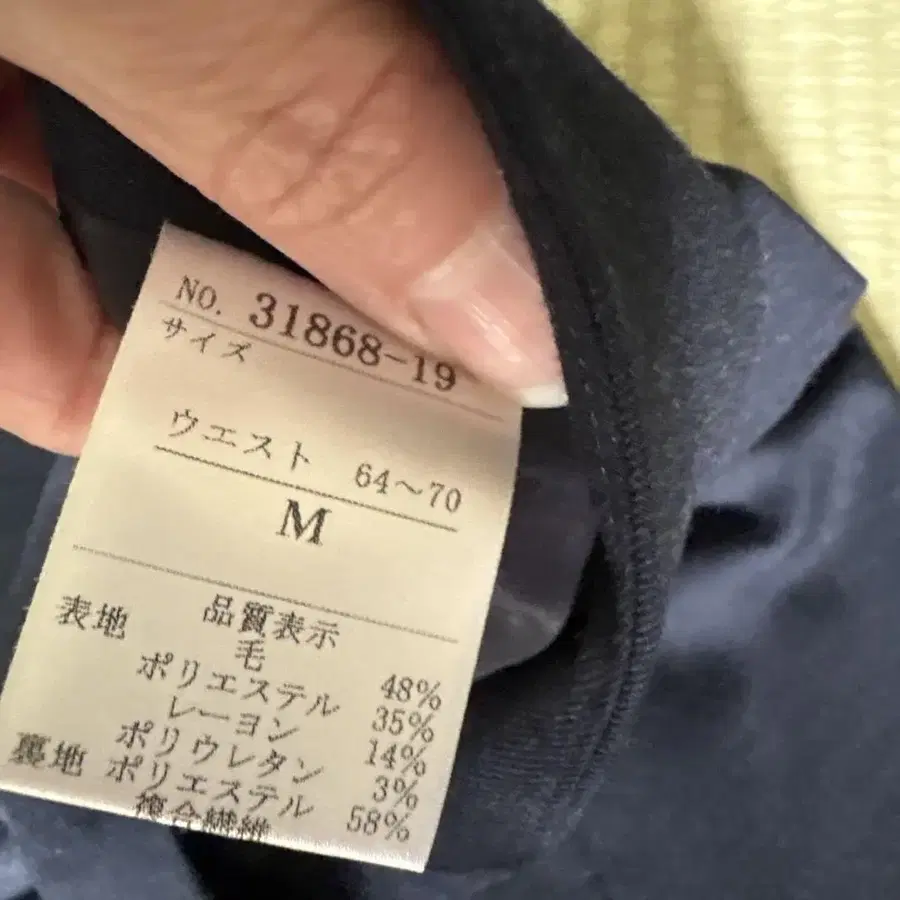 NO. 31868-19
サイズ
ウエスト 64～70
M
品質表示
表地 毛 48%
ポリエステル 35%
レーヨン 14%
ポリウレタン 3%
裏地 ポリエステル 58%
複合繊維